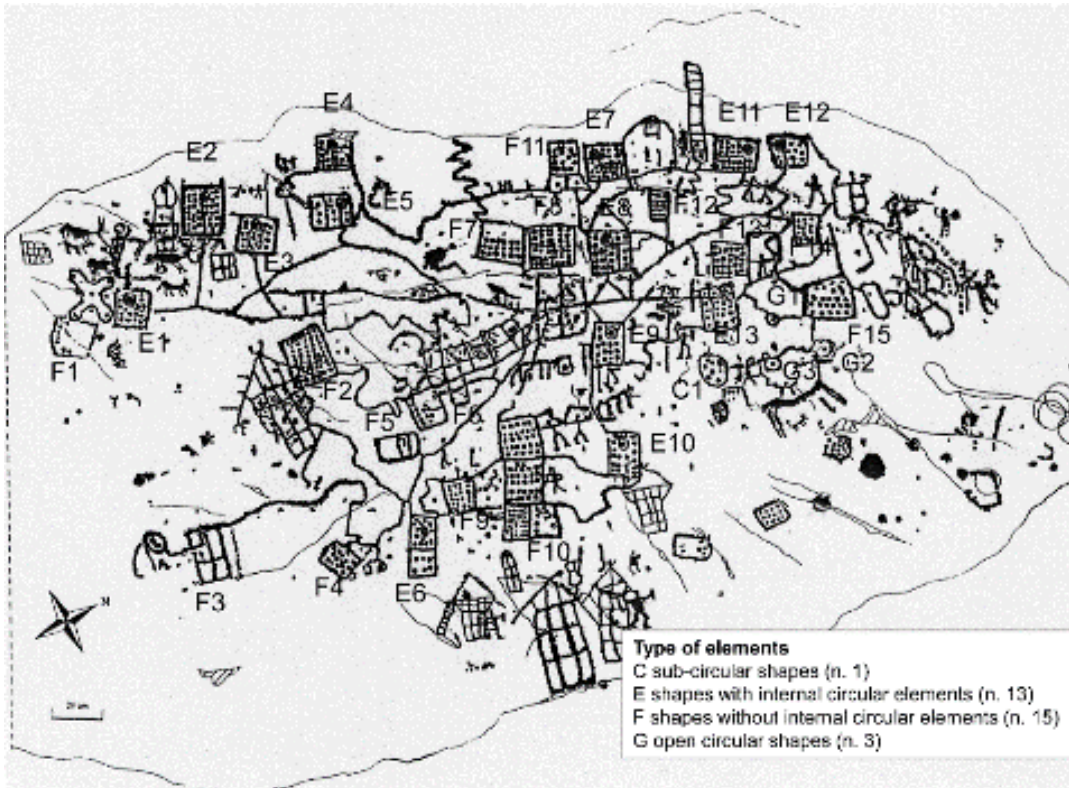 E4
E7
E11 E12
F11
E2
E5
F8 E8 F12
F7
E3
G1
E1
E9 E13 F15
F1
G3 G2
F2
C1
F5 F6
E10
F9
F10
F4
F3
E6
N
Type of elements
C sub-circular shapes (n. 1)
E shapes with internal circular elements (n. 13)
F shapes without internal circular elements (n. 15)
G open circular shapes (n. 3)